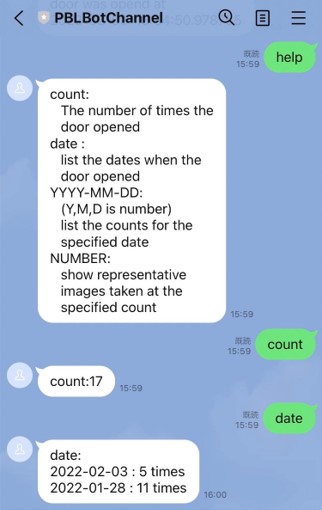 PBLBotChannel
既読
15:59
help
count:
The number of times the
door opened
date :
list the dates when the
door opened
YYYY-MM-DD:
(Y,M,D is number)
list the counts for the
specified date
NUMBER:
show representative
images taken at the
specified count
15:59
既読
15:59
count
count:17
15:59
既読
15:59
date
date:
2022-02-03 : 5 times
2022-01-28 : 11 times
16:00